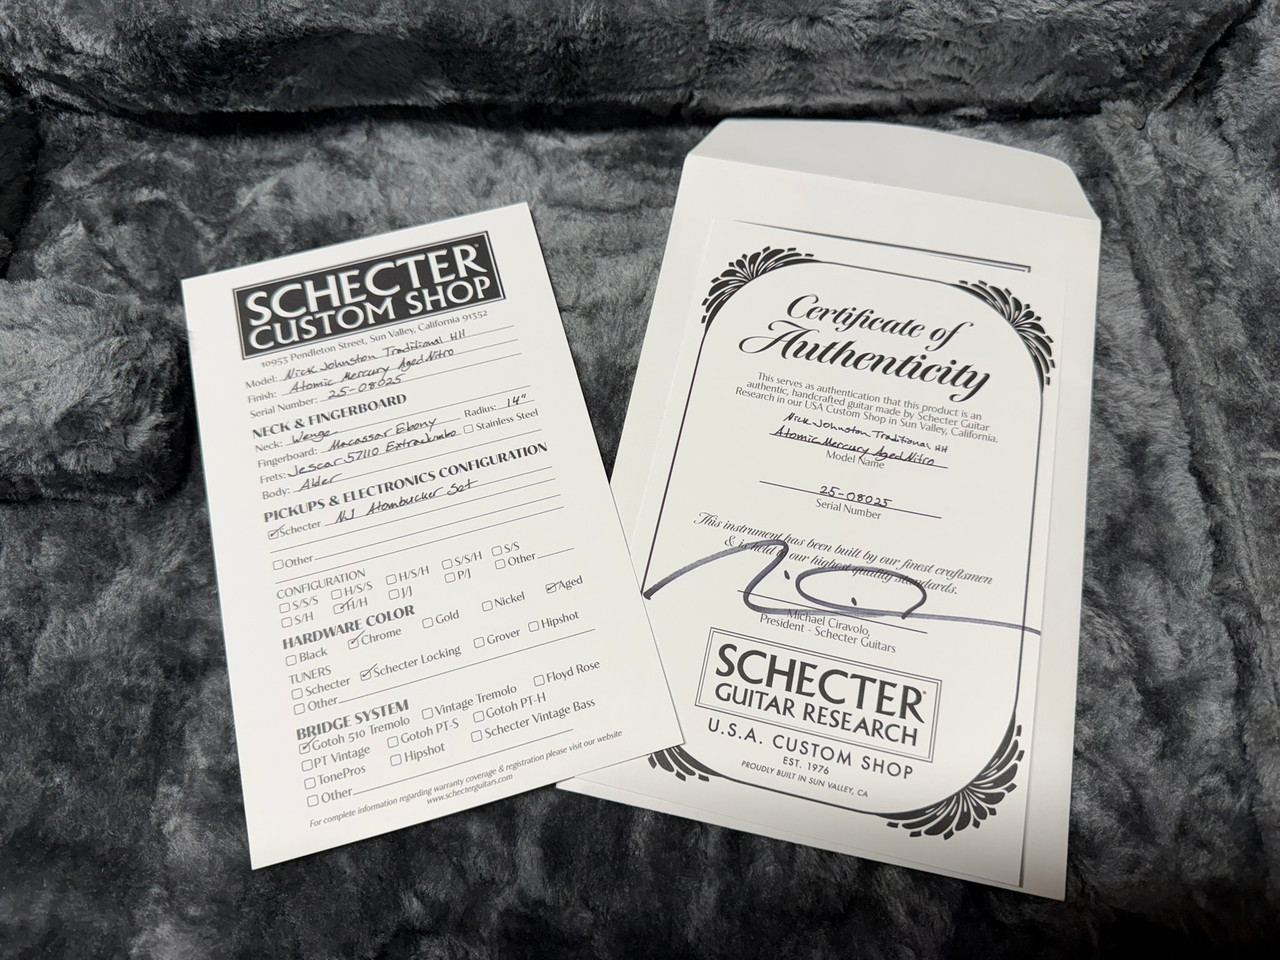 SCHECTER
CUSTOM SHOP
10953 Pendleton Street, Sun Valley, California 91352
Model: Nick Johnston Traditional HH
Finish: Atomic Mercury Aged Nitro
Serial Number: 25-08025
NECK & FINGERBOARD
Neck: Wenge Radius: 14"
Fingerboard: Macassar Ebony
Frets: Jescar 57110 Extra Jumbo Stainless Steel
Body: Alder
PICKUPS & ELECTRONICS CONFIGURATION
Schecter NJ Atombucker Set
Other
CONFIGURATION
S/S/S H/S/S H/S/H S/S/H S/S
S/H H/H J/J P/J Other
HARDWARE COLOR
Black Chrome Gold Nickel Aged
TUNERS
Schecter Schecter Locking Grover Hipshot
Other
BRIDGE SYSTEM
Gotoh 510 Tremolo Vintage Tremolo Floyd Rose
PT Vintage Gotoh PT-S Gotoh PT-H
TonePros Hipshot Schecter Vintage Bass
Other
For complete information regarding warranty coverage & registration please visit our website
www.schecterguitars.com
Certificate of
Authenticity
This serves as authentication that this product is an
authentic, handcrafted guitar made by Schecter Guitar
Research in our USA Custom Shop in Sun Valley, California.
Nick Johnston Traditional HH
Atomic Mercury Aged Nitro
Model Name
25-08025
Serial Number
This instrument has been built by our finest craftsmen
& is held to our highest quality standards.
Michael Ciravolo,
President - Schecter Guitars
SCHECTER
GUITAR RESEARCH
U.S.A. CUSTOM SHOP
EST. 1976
PROUDLY BUILT IN SUN VALLEY, CA